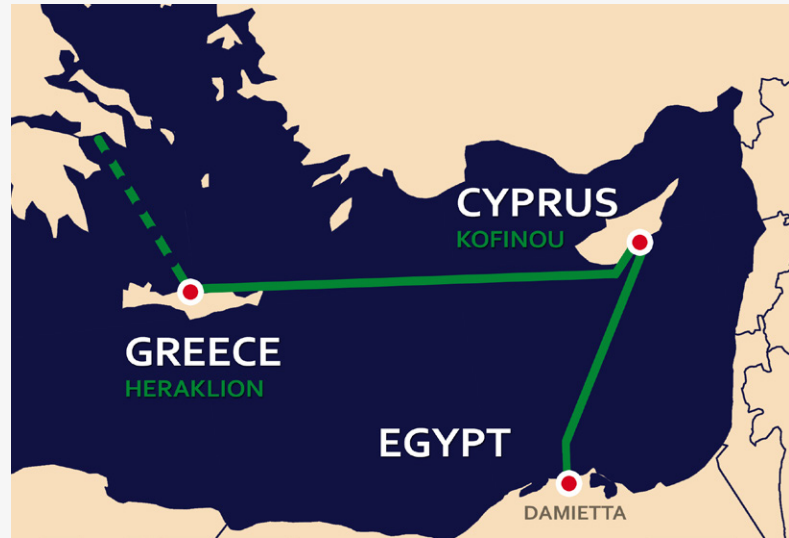 CYPRUS
KOFINOU
GREECE
HERAKLION
EGYPT
DAMIETTA